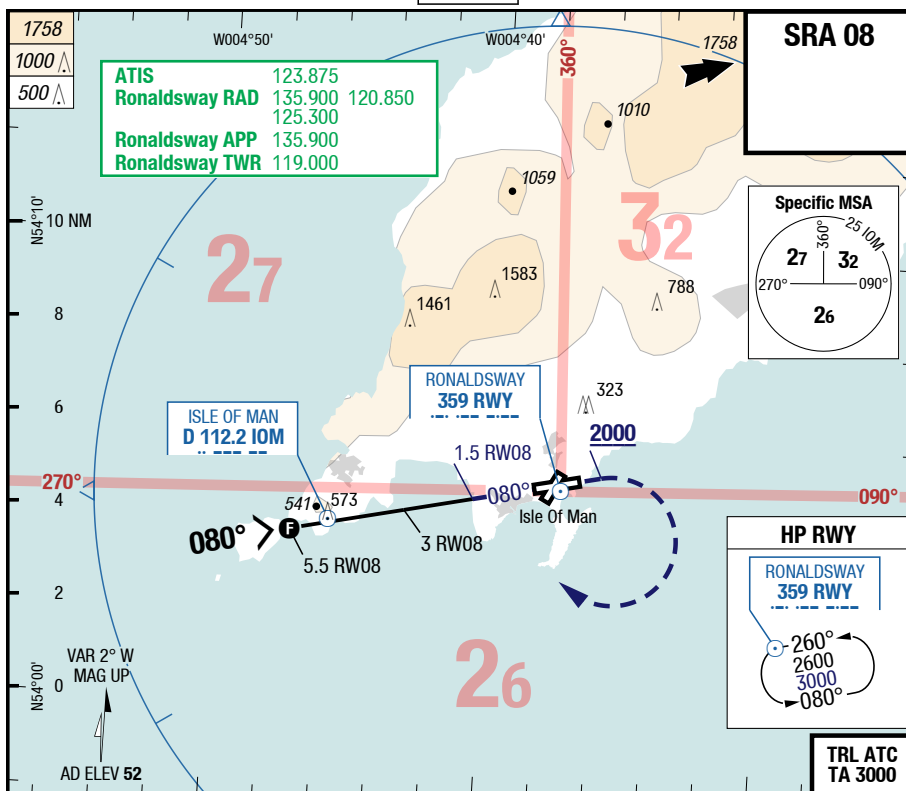 1758
1000
500
W004°50'
W004°40'
360°
1758
SRA 08
ATIS 123.875
Ronaldsway RAD 135.900 120.850
125.300
Ronaldsway APP 135.900
Ronaldsway TWR 119.000
1010
1059
N54°10'
10 NM
27
32
Specific MSA
25 IOM
360°
27 32
270° 090°
26
1583
1461
788
8
RONALDSWAY
359 RWY
323
6
ISLE OF MAN
D 112.2 IOM
1.5 RW08
2000
270°
4
080°
090°
541
573
Isle Of Man
080°
F
3 RW08
5.5 RW08
HP RWY
RONALDSWAY
359 RWY
2
260°
2600
3000
080°
26
VAR 2° W
MAG UP
N54°00'
0
AD ELEV 52
TRL ATC
TA 3000